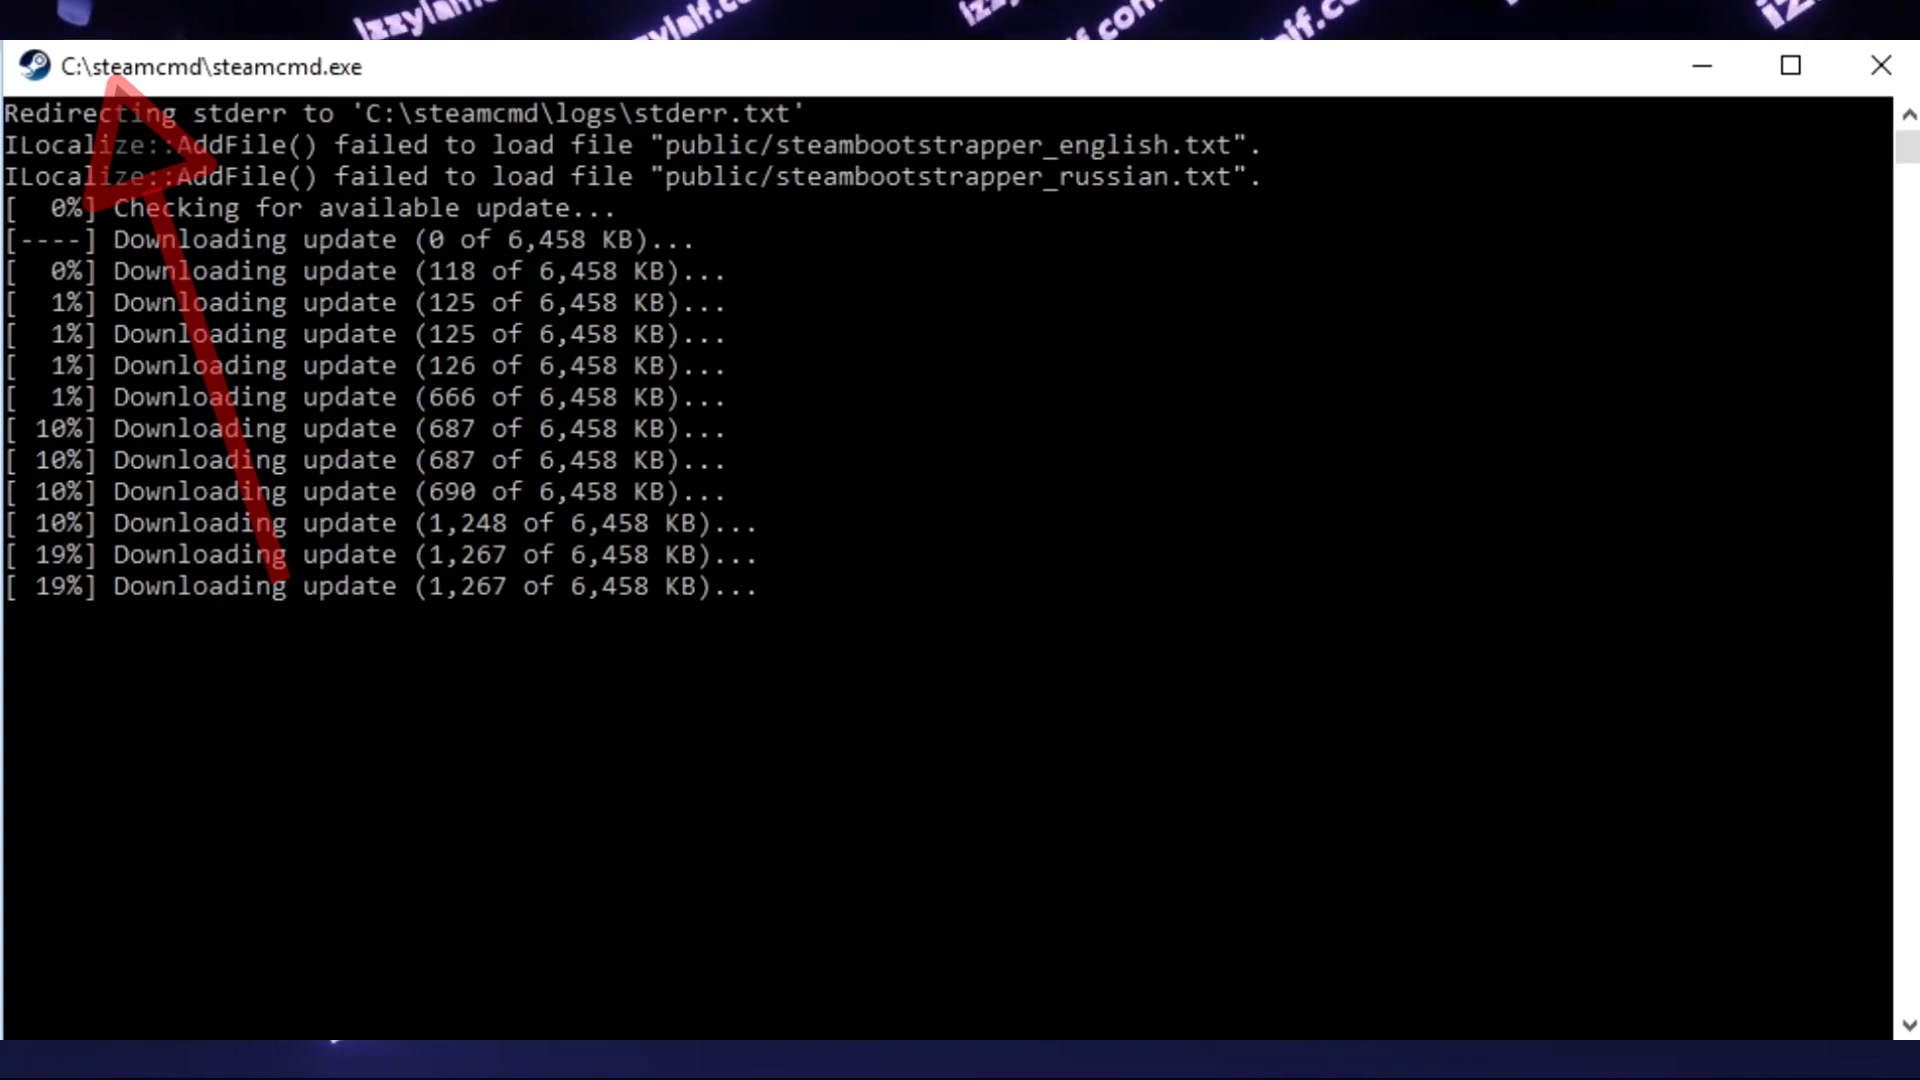 C:\steamcmd\steamcmd.exe
Redirecting stderr to 'C:\steamcmd\logs\stderr.txt'
ILocalize::AddFile() failed to load file "public/steambootstrapper_english.txt".
ILocalize::AddFile() failed to load file "public/steambootstrapper_russian.txt".
[  0%] Checking for available update...
[----] Downloading update (0 of 6,458 KB)...
[  0%] Downloading update (118 of 6,458 KB)...
[  1%] Downloading update (125 of 6,458 KB)...
[  1%] Downloading update (125 of 6,458 KB)...
[  1%] Downloading update (126 of 6,458 KB)...
[  1%] Downloading update (666 of 6,458 KB)...
[ 10%] Downloading update (687 of 6,458 KB)...
[ 10%] Downloading update (687 of 6,458 KB)...
[ 10%] Downloading update (690 of 6,458 KB)...
[ 10%] Downloading update (1,248 of 6,458 KB)...
[ 19%] Downloading update (1,267 of 6,458 KB)...
[ 19%] Downloading update (1,267 of 6,458 KB)...